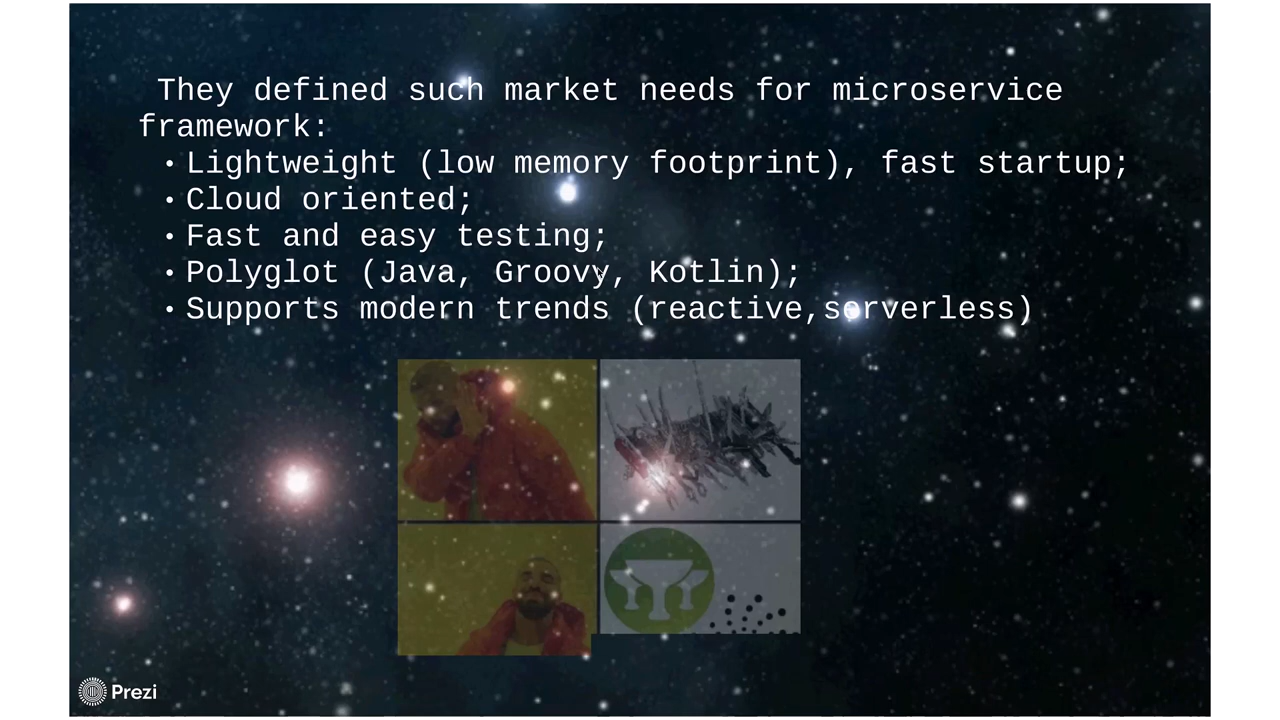 They defined such market needs for microservice
framework:
• Lightweight (low memory footprint), fast startup;
• Cloud oriented;
• Fast and easy testing;
• Polyglot (Java, Groovy, Kotlin);
• Supports modern trends (reactive,serverless)
Prezi